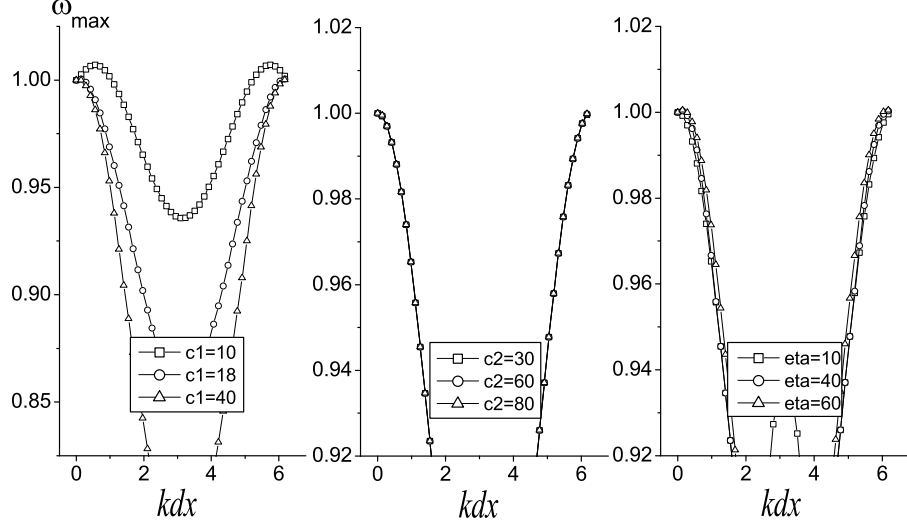 ω max
1.00
0.95
0.90
0.85
0 2 4 6
kdx
c1=10
c1=18
c1=40
1.02
1.00
0.98
0.96
0.94
0.92
0 2 4 6
kdx
c2=30
c2=60
c2=80
1.02
1.00
0.98
0.96
0.94
0.92
0 2 4 6
kdx
eta=10
eta=40
eta=60